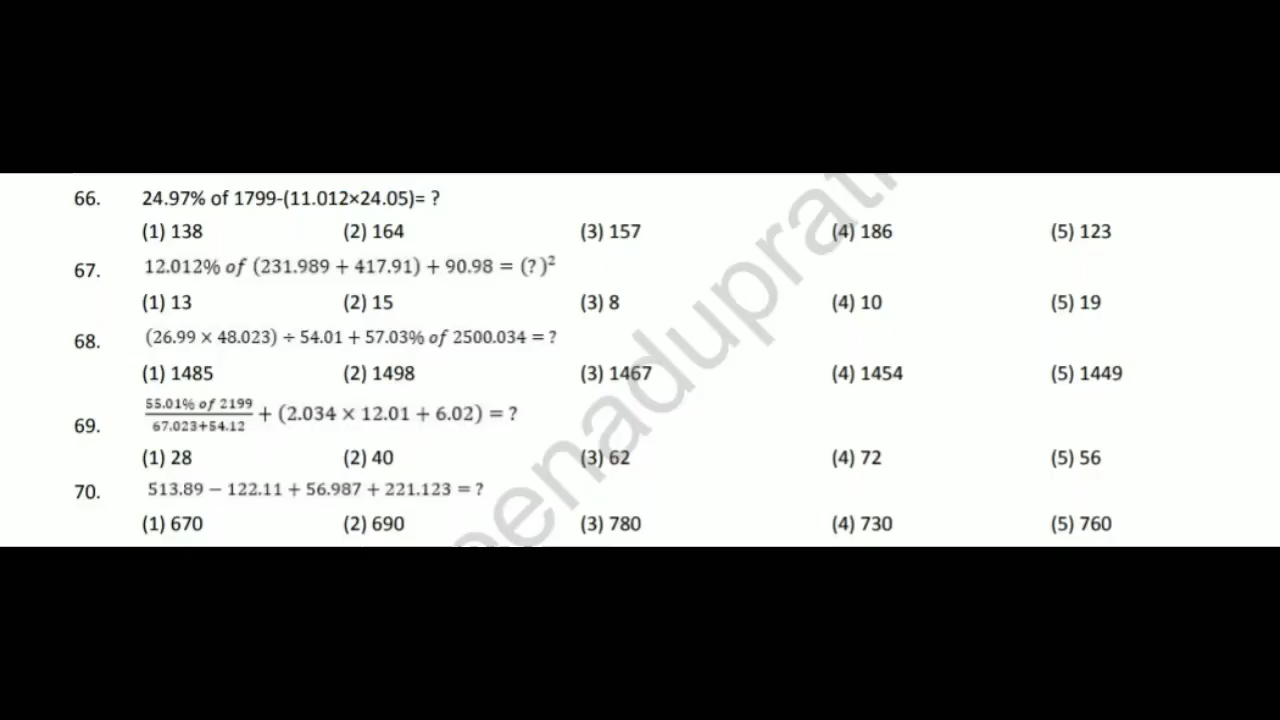 66. 24.97% of 1799-(11.012×24.05)= ?
(1) 138 (2) 164 (3) 157 (4) 186 (5) 123
67. 12.012% of (231.989 + 417.91) + 90.98 = (?)²
(1) 13 (2) 15 (3) 8 (4) 10 (5) 19
68. (26.99 × 48.023) ÷ 54.01 + 57.03% of 2500.034 = ?
(1) 1485 (2) 1498 (3) 1467 (4) 1454 (5) 1449
69. 55.01% of 2199 / 67.023+54.12 + (2.034 × 12.01 + 6.02) = ?
(1) 28 (2) 40 (3) 62 (4) 72 (5) 56
70. 513.89 − 122.11 + 56.987 + 221.123 = ?
(1) 670 (2) 690 (3) 780 (4) 730 (5) 760
eenaduprati